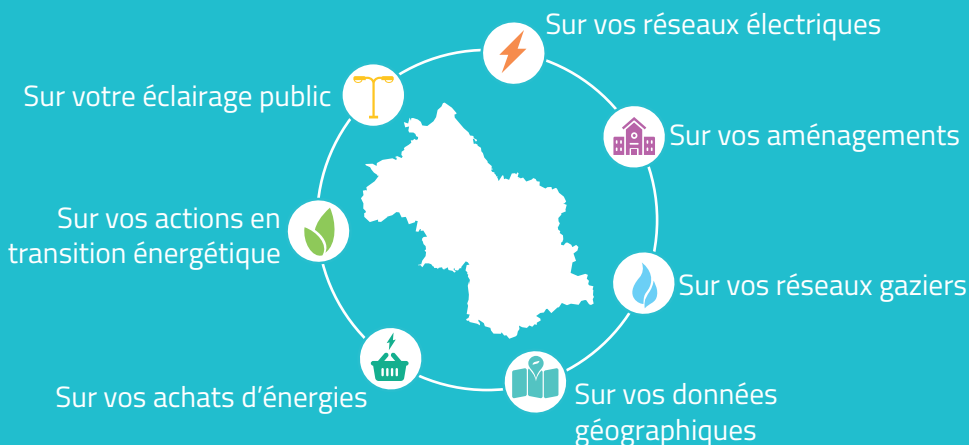 Sur vos réseaux électriques
Sur votre éclairage public
Sur vos aménagements
Sur vos actions en
transition énergétique
Sur vos réseaux gaziers
Sur vos achats d’énergies
Sur vos données
géographiques